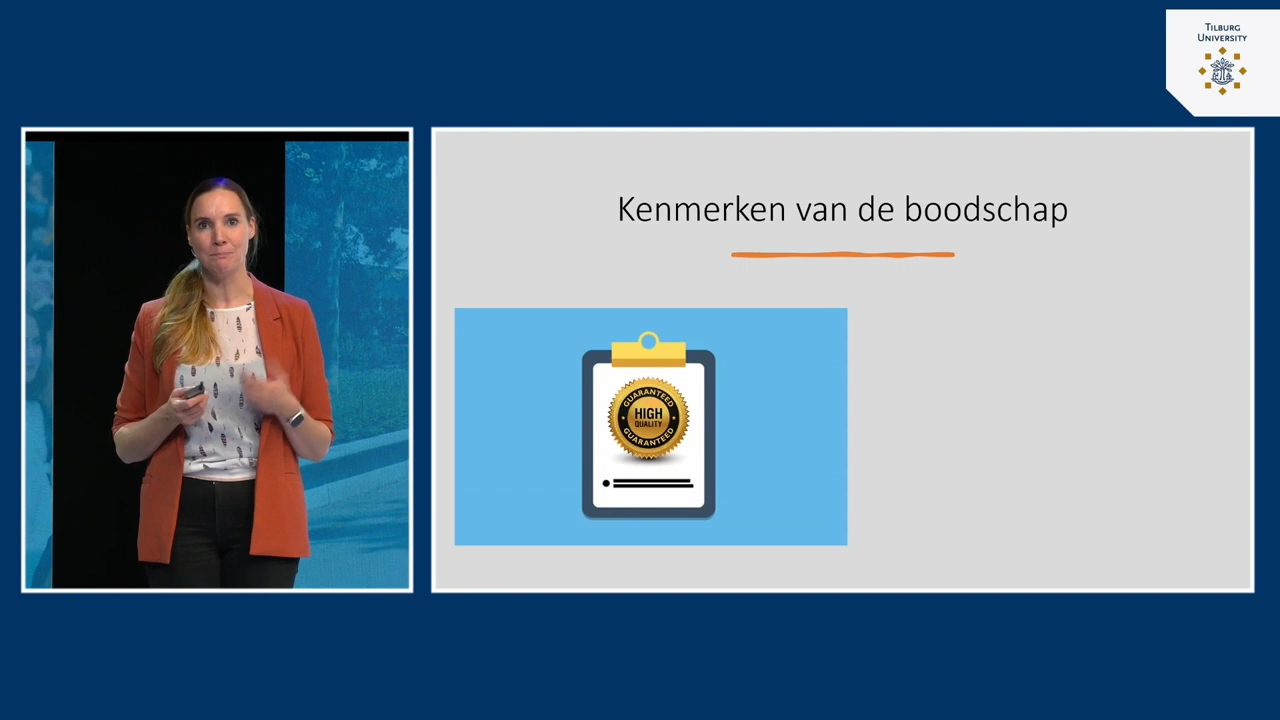 TILBURG
UNIVERSITY
Kenmerken van de boodschap
GUARANTEED
HIGH
QUALITY
GUARANTEED